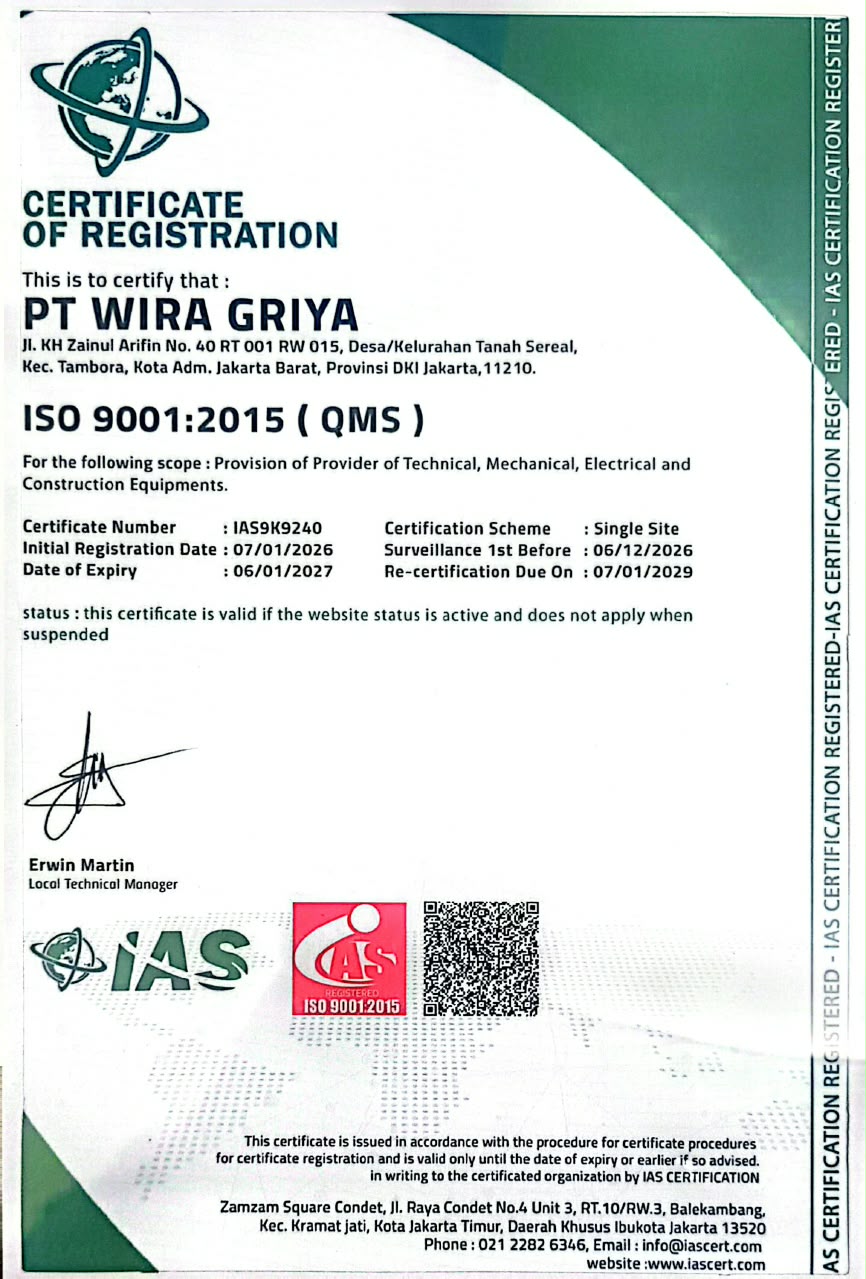 CERTIFICATE
OF REGISTRATION
This is to certify that :
PT WIRA GRIYA
Jl. KH Zainul Arifin No. 40 RT 001 RW 015, Desa/Kelurahan Tanah Sereal,
Kec. Tambora, Kota Adm. Jakarta Barat, Provinsi DKI Jakarta,11210.
ISO 9001:2015 ( QMS )
For the following scope : Provision of Provider of Technical, Mechanical, Electrical and
Construction Equipments.
Certificate Number : IAS9K9240 Certification Scheme : Single Site
Initial Registration Date : 07/01/2026 Surveillance 1st Before : 06/12/2026
Date of Expiry : 06/01/2027 Re-certification Due On : 07/01/2029
status : this certificate is valid if the website status is active and does not apply when
suspended
Erwin Martin
Local Technical Manager
IAS
IAS
REGISTERED
ISO 9001:2015
This certificate is issued in accordance with the procedure for certificate procedures
for certificate registration and is valid only until the date of expiry or earlier if so advised.
in writing to the certificated organization by IAS CERTIFICATION
Zamzam Square Condet, Jl. Raya Condet No.4 Unit 3, RT.10/RW.3, Balekambang,
Kec. Kramat jati, Kota Jakarta Timur, Daerah Khusus Ibukota Jakarta 13520
Phone : 021 2282 6346, Email : info@iascert.com
website :www.iascert.com
AS CERTIFICATION REGISTERED - IAS CERTIFICATION REGISTERED-IAS CERTIFICATION REGISTERED - IAS CERTIFICATION REGISTER